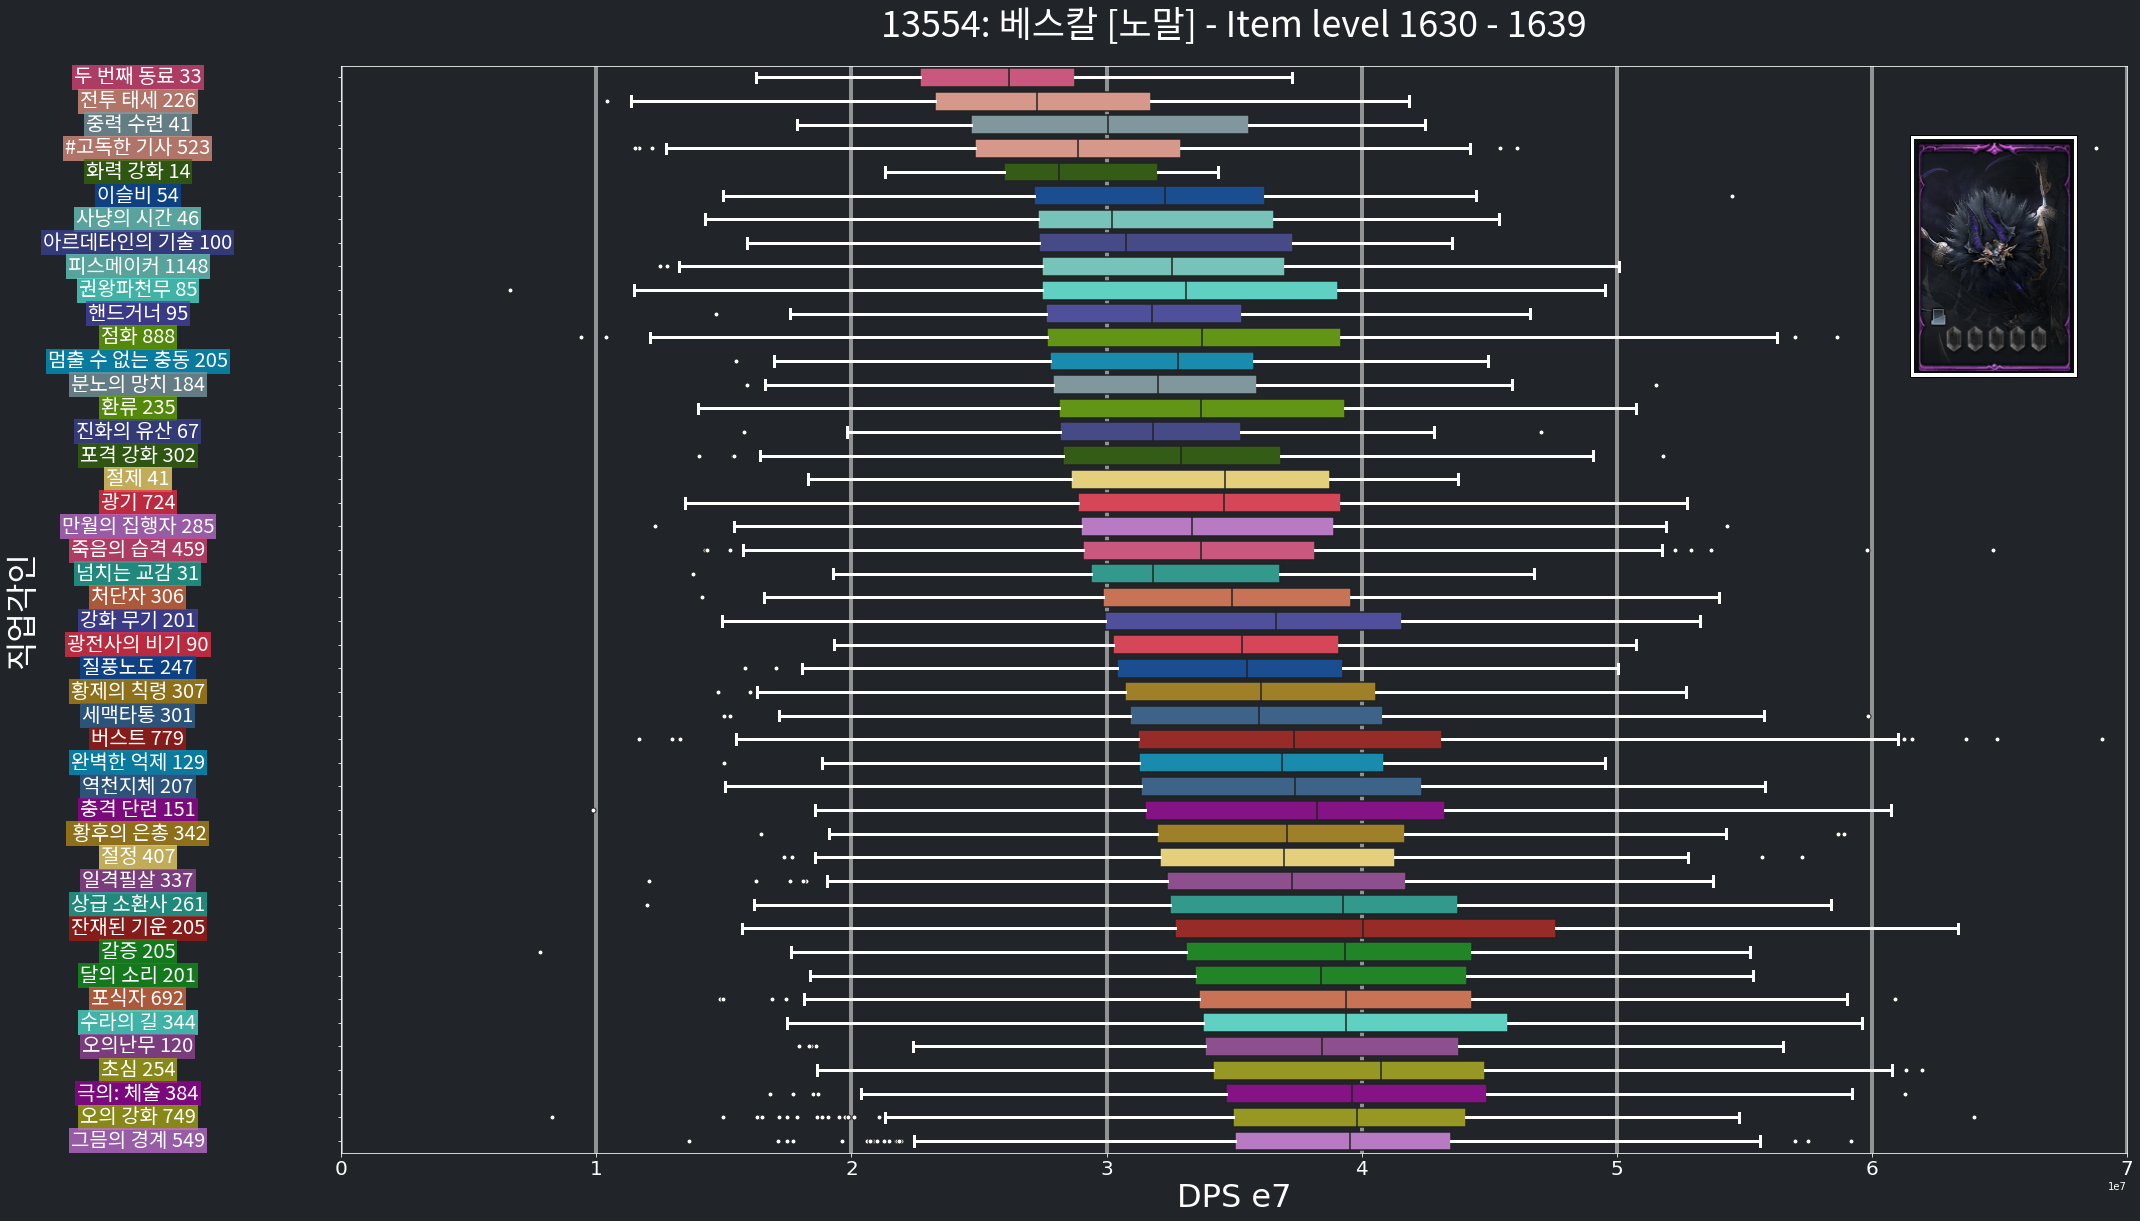 13554: 베스칼 [노말] - Item level 1630 - 1639
두 번째 동료 33
전투 태세 226
중력 수련 41
#고독한 기사 523
화력 강화 14
이슬비 54
사냥의 시간 46
아르데타인의 기술 100
피스메이커 1148
권왕파천무 85
핸드거너 95
점화 888
멈출 수 없는 충동 205
분노의 망치 184
환류 235
진화의 유산 67
포격 강화 302
절제 41
광기 724
만월의 집행자 285
죽음의 습격 459
넘치는 교감 31
처단자 306
강화 무기 201
광전사의 비기 90
질풍노도 247
황제의 칙령 307
세맥타통 301
버스트 779
완벽한 억제 129
역천지체 207
충격 단련 151
황후의 은총 342
절정 407
일격필살 337
상급 소환사 261
잔재된 기운 205
갈증 205
달의 소리 201
포식자 692
수라의 길 344
오의난무 120
초심 254
극의: 체술 384
오의 강화 749
그믐의 경계 549
직업각인
0 1 2 3 4 5 6 7
1e7
DPS e7